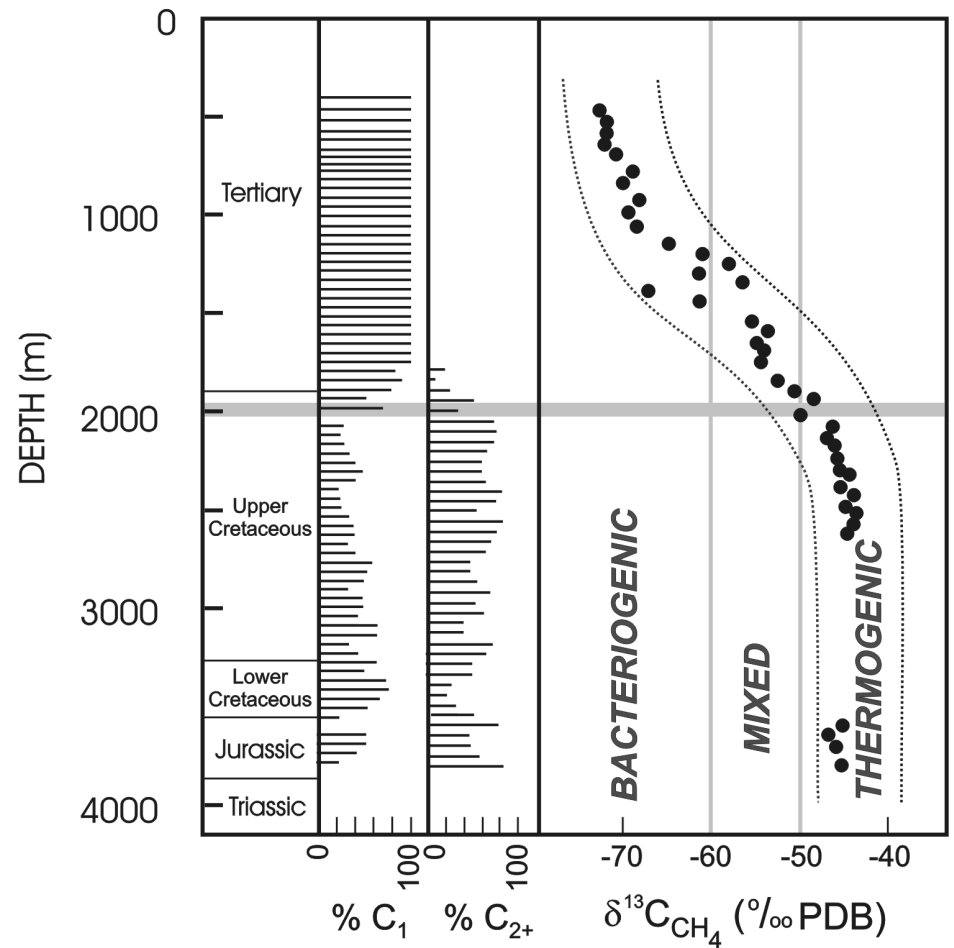 0
1000
2000
3000
4000
DEPTH (m)
Tertiary
Upper
Cretaceous
Lower
Cretaceous
Jurassic
Triassic
BACTERIOGENIC
MIXED
THERMOGENIC
0 100 0 100 -70 -60 -50 -40
% C₁ % C₂₊ δ¹³C_CH₄ (‰ PDB)